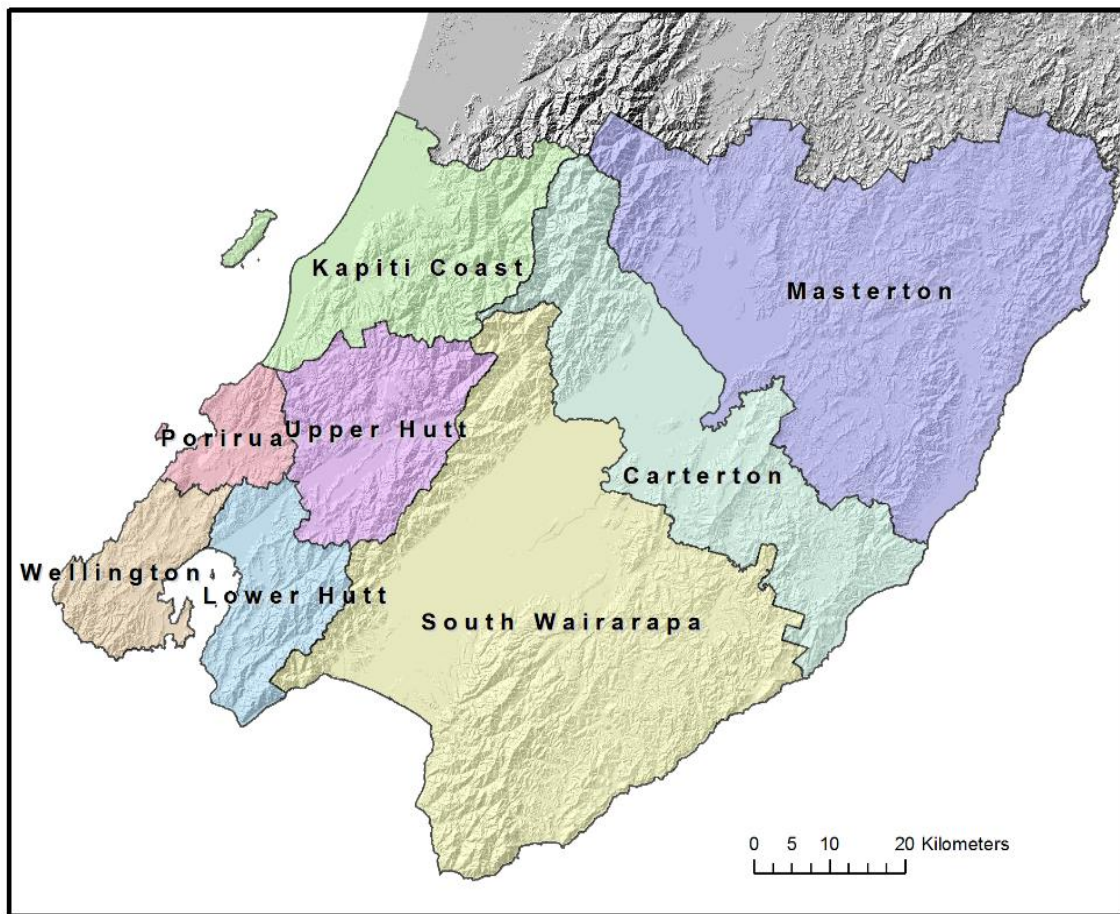 Kapiti Coast
Masterton
Upper Hutt
Porirua
Carterton
Wellington
Lower Hutt
South Wairarapa
0 5 10 20 Kilometers